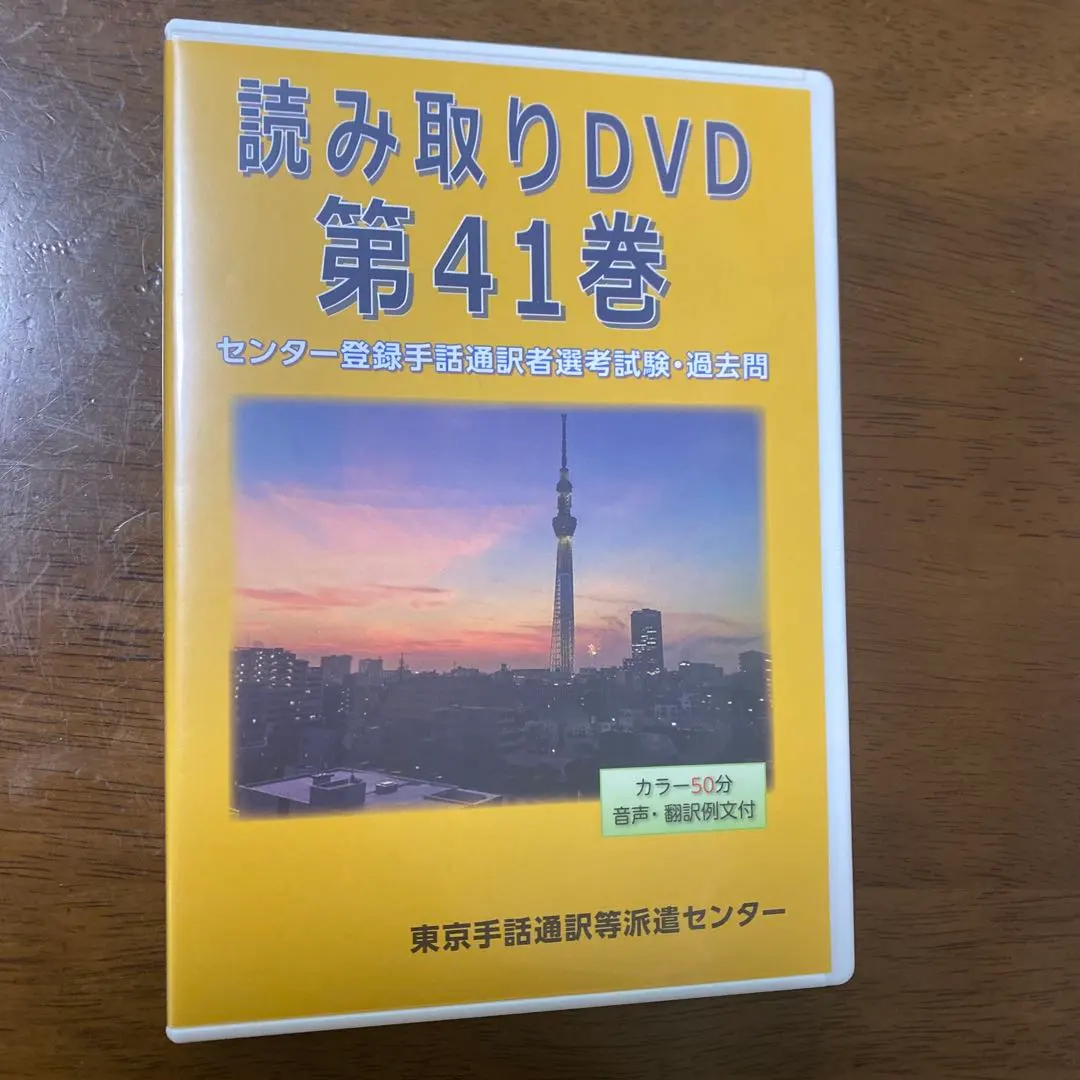 読み取りDVD
第41巻
センター登録手話通訳者選考試験・過去問
カラー50分
音声・翻訳例文付
東京手話通訳等派遣センター